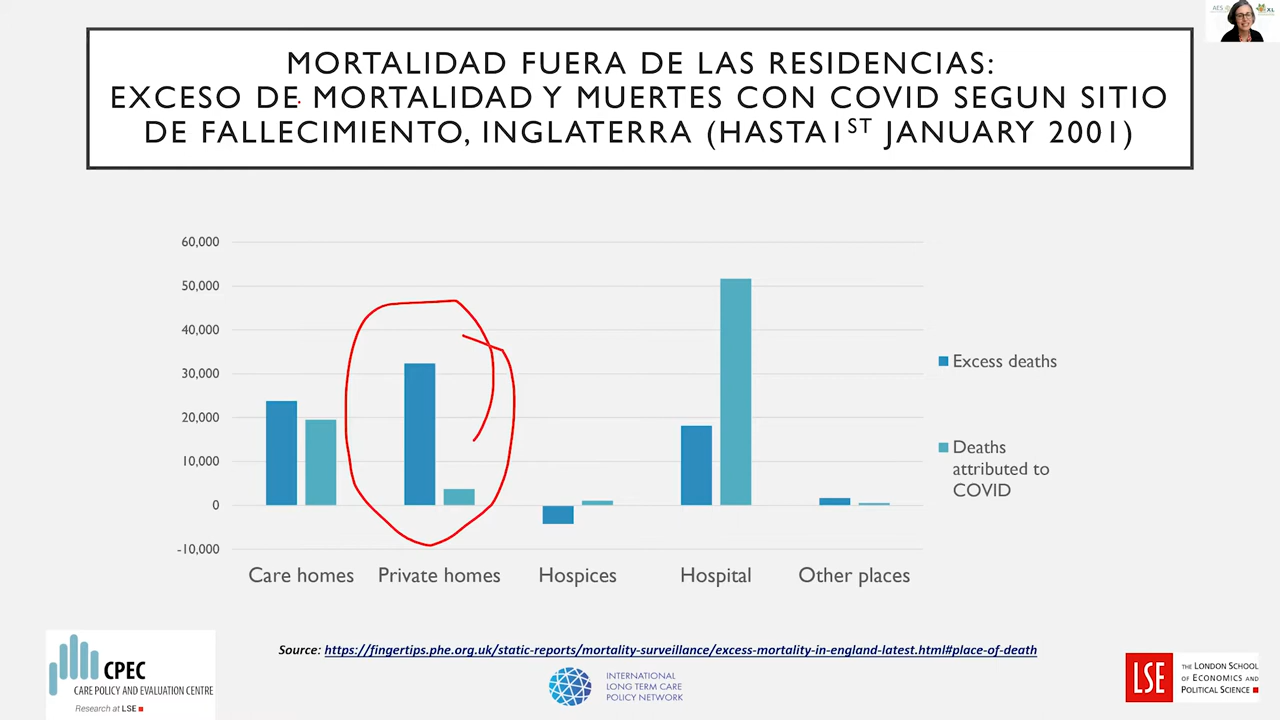 AES
XL
MORTALIDAD FUERA DE LAS RESIDENCIAS:
EXCESO DE MORTALIDAD Y MUERTES CON COVID SEGUN SITIO
DE FALLECIMIENTO, INGLATERRA (HASTA1ST JANUARY 2001)
60,000
50,000
40,000
30,000
20,000
10,000
0
-10,000
Excess deaths
Deaths
attributed to
COVID
Care homes Private homes Hospices Hospital Other places
Source: https://fingertips.phe.org.uk/static-reports/mortality-surveillance/excess-mortality-in-england-latest.html#place-of-death
CPEC
CARE POLICY AND EVALUATION CENTRE
Research at LSE
INTERNATIONAL
LONG TERM CARE
POLICY NETWORK
LSE
THE LONDON SCHOOL
OF ECONOMICS AND
POLITICAL SCIENCE